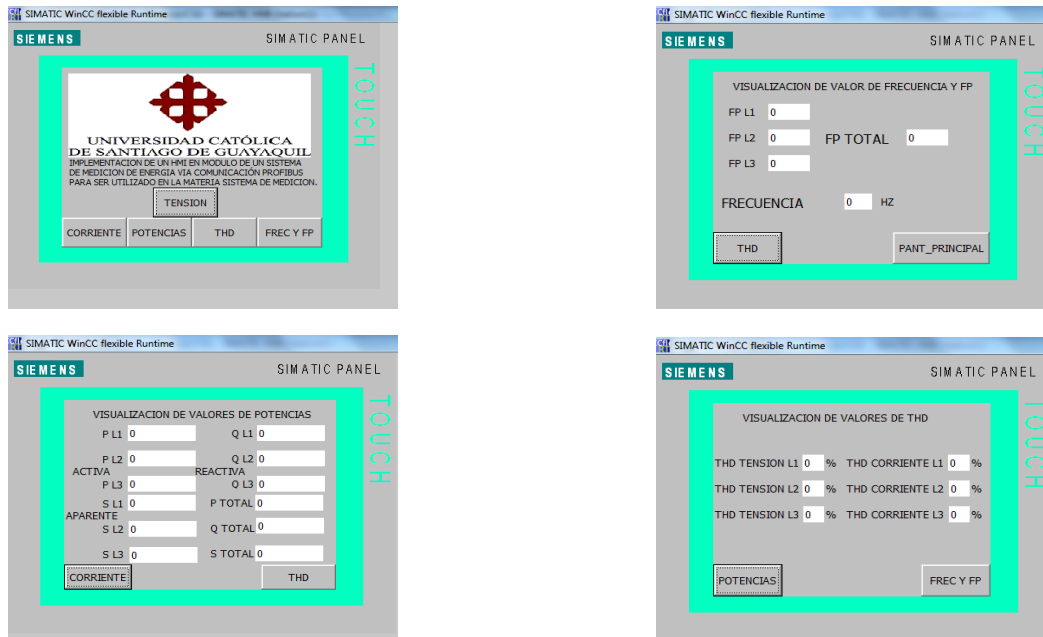 SIMATIC WinCC flexible Runtime
SIEMENS
SIMATIC PANEL
TOUCH
UNIVERSIDAD CATÓLICA
DE SANTIAGO DE GUAYAQUIL
IMPLEMENTACION DE UN HMI EN MODULO DE UN SISTEMA
DE MEDICION DE ENERGIA VIA COMUNICACIÓN PROFIBUS
PARA SER UTILIZADO EN LA MATERIA SISTEMA DE MEDICION.
TENSION
CORRIENTE POTENCIAS THD FREC Y FP
SIMATIC WinCC flexible Runtime
SIEMENS
SIMATIC PANEL
TOUCH
VISUALIZACION DE VALOR DE FRECUENCIA Y FP
FP L1 0
FP L2 0 FP TOTAL 0
FP L3 0
FRECUENCIA 0 HZ
THD PANT_PRINCIPAL
SIMATIC WinCC flexible Runtime
SIEMENS
SIMATIC PANEL
TOUCH
VISUALIZACION DE VALORES DE POTENCIAS
P L1 0 Q L1 0
P L2 0 Q L2 0
ACTIVA REACTIVA
P L3 0 Q L3 0
S L1 0 P TOTAL 0
APARENTE
S L2 0 Q TOTAL 0
S L3 0 S TOTAL 0
CORRIENTE THD
SIMATIC WinCC flexible Runtime
SIEMENS
SIMATIC PANEL
TOUCH
VISUALIZACION DE VALORES DE THD
THD TENSION L1 0 % THD CORRIENTE L1 0 %
THD TENSION L2 0 % THD CORRIENTE L2 0 %
THD TENSION L3 0 % THD CORRIENTE L3 0 %
POTENCIAS FREC Y FP